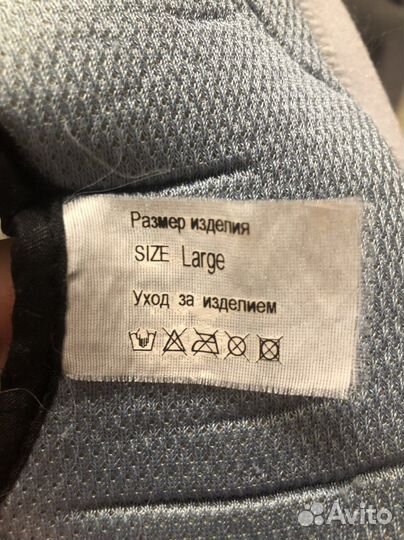 Размер изделия
SIZE Large
Уход за изделием
Avito